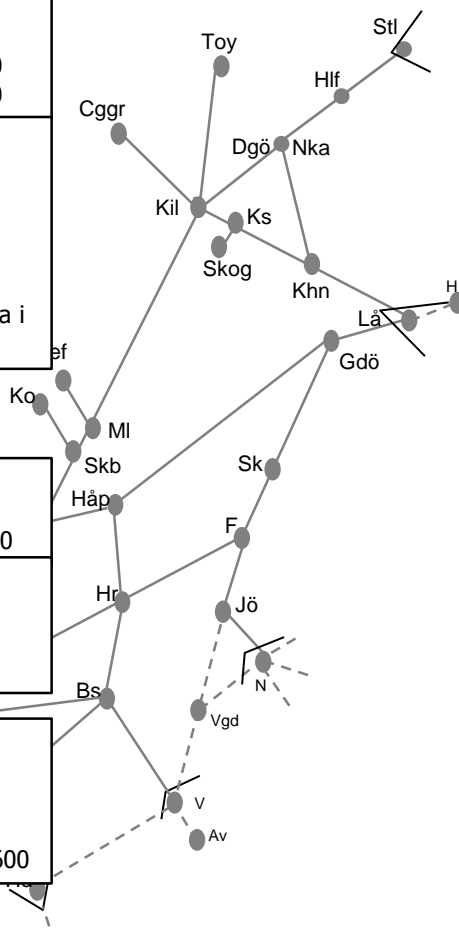 Stl
Toy
Hlf
Cggr
Dgö
Nka
Kil
Ks
Skog
Khn
a i
H
Lå
ef
Gdö
Ko
Ml
Skb
Sk
Håp
F
0
Hr
Jö
N
Bs
Vgd
V
Av
500